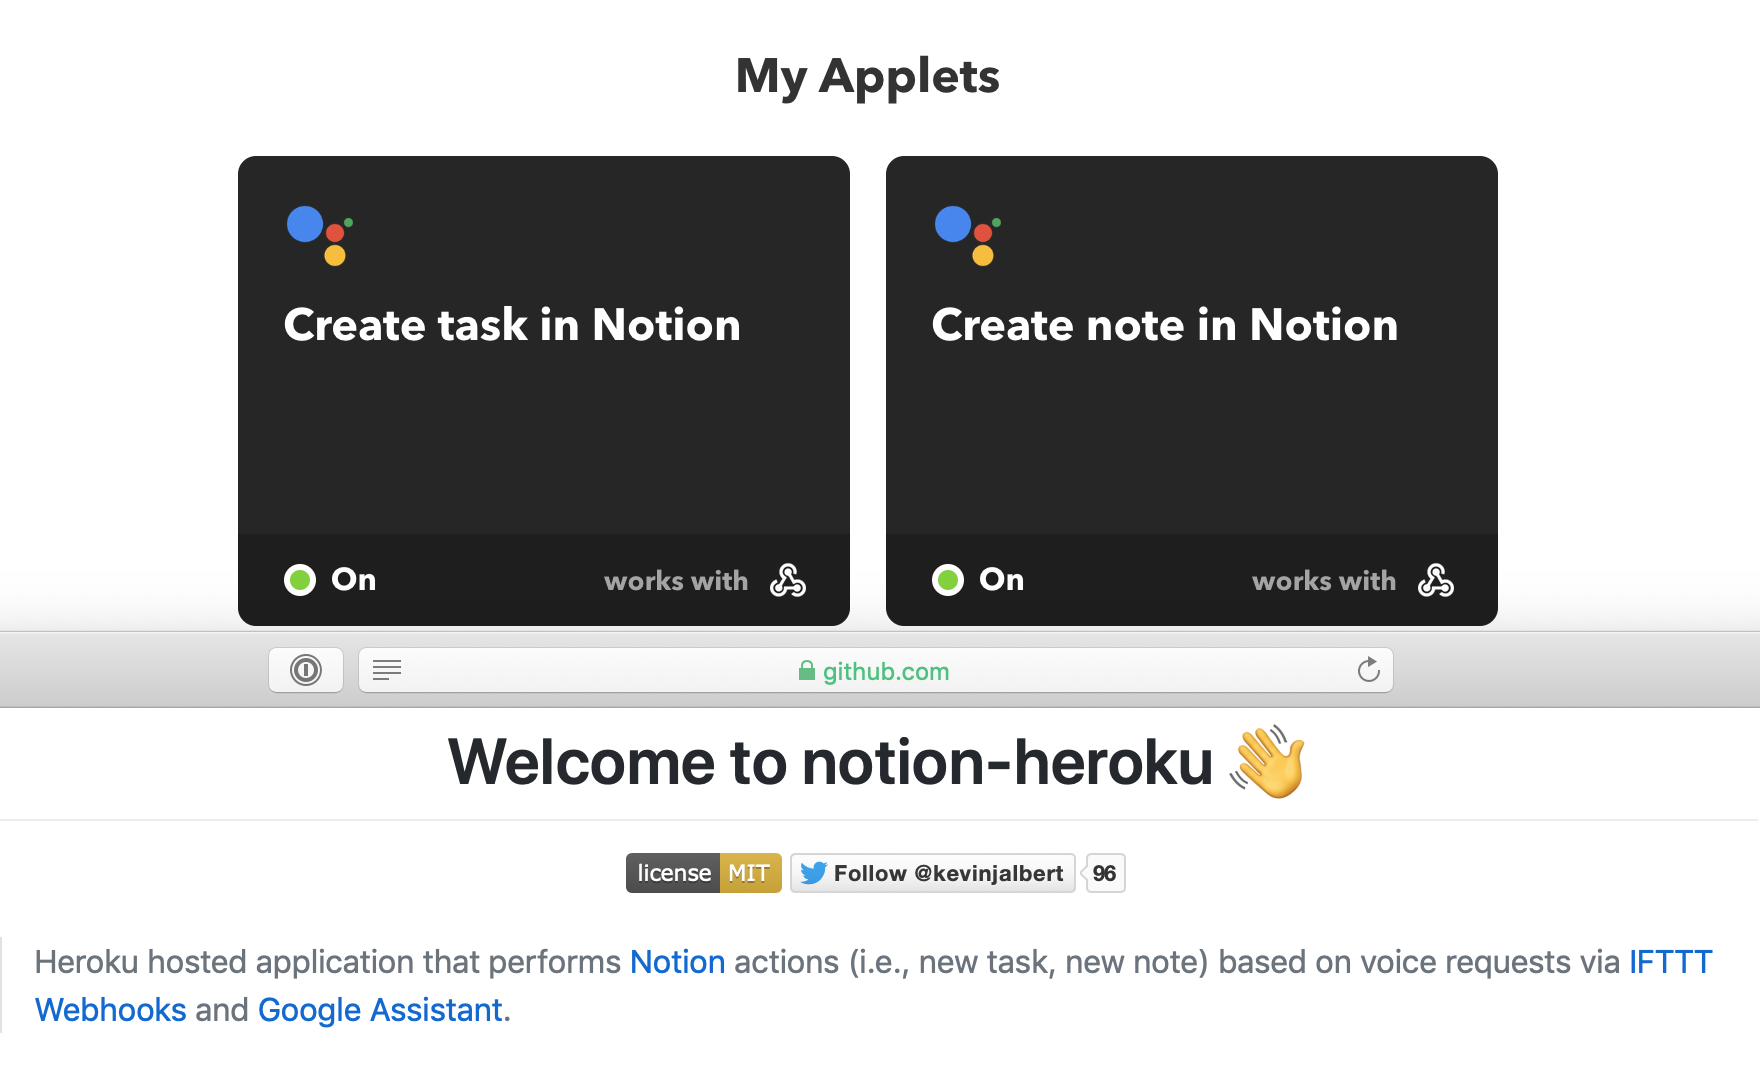 My Applets
Create task in Notion
Create note in Notion
On works with
On works with
github.com
Welcome to notion-heroku 👋
license MIT Follow @kevinjalbert 96
Heroku hosted application that performs Notion actions (i.e., new task, new note) based on voice requests via IFTTT
Webhooks and Google Assistant.